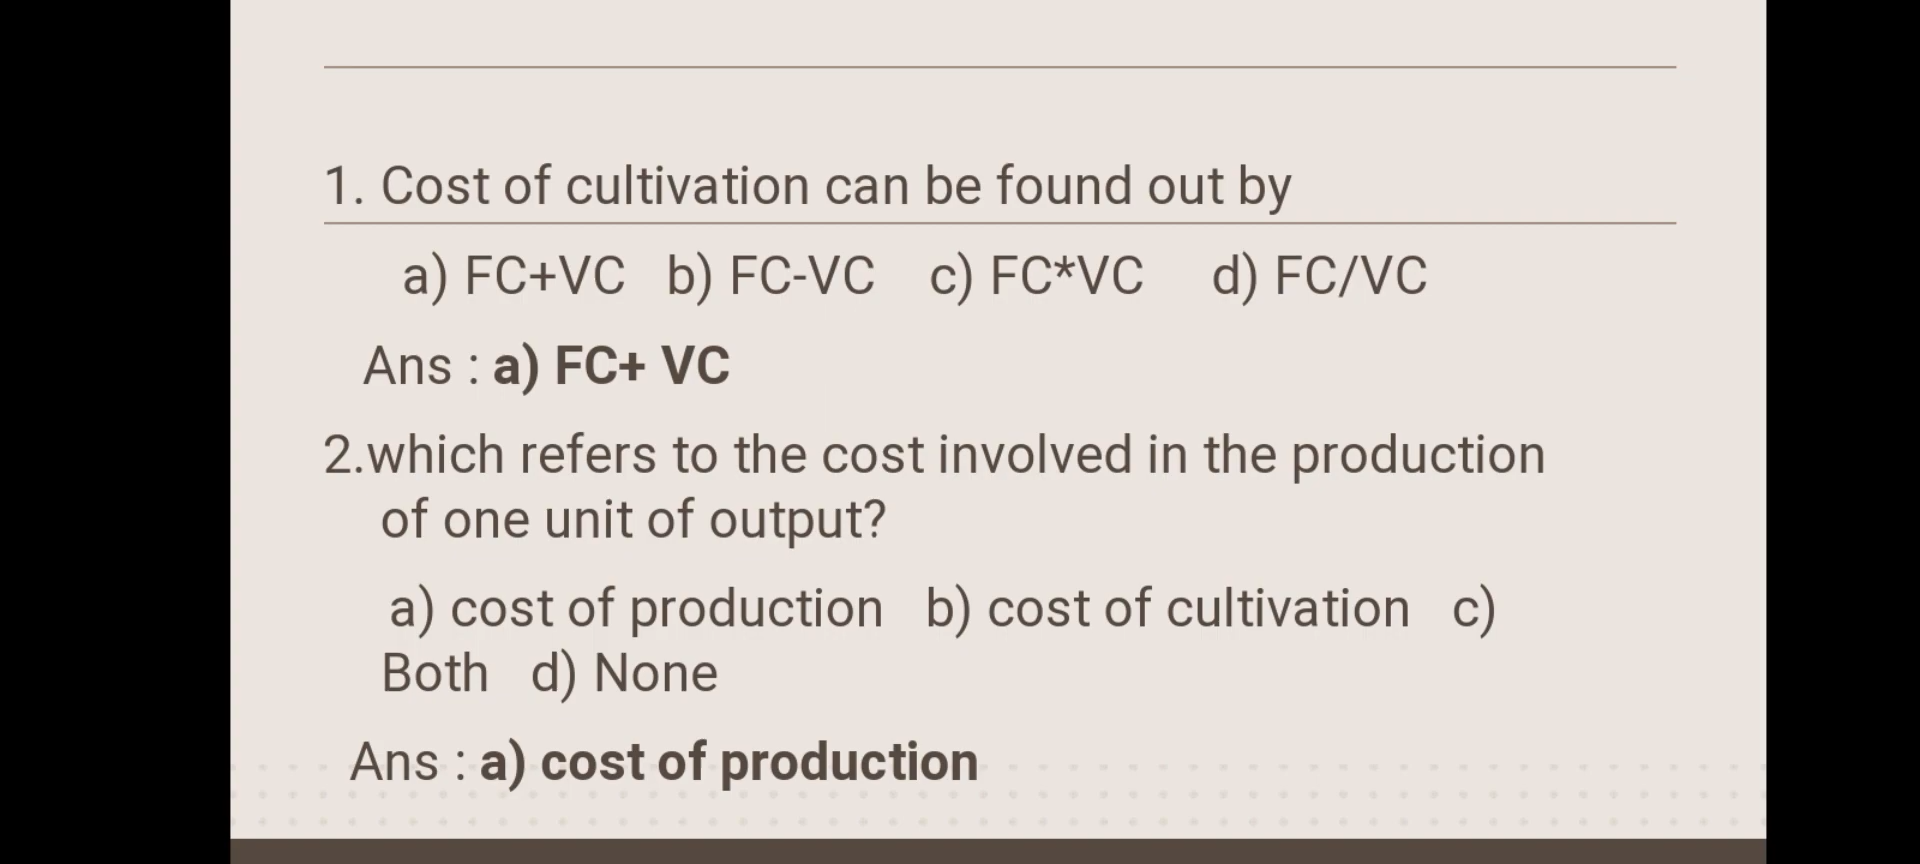 1. Cost of cultivation can be found out by
a) FC+VC b) FC-VC c) FC*VC d) FC/VC
Ans : a) FC+ VC
2.which refers to the cost involved in the production
of one unit of output?
a) cost of production b) cost of cultivation c)
Both d) None
Ans : a) cost of production